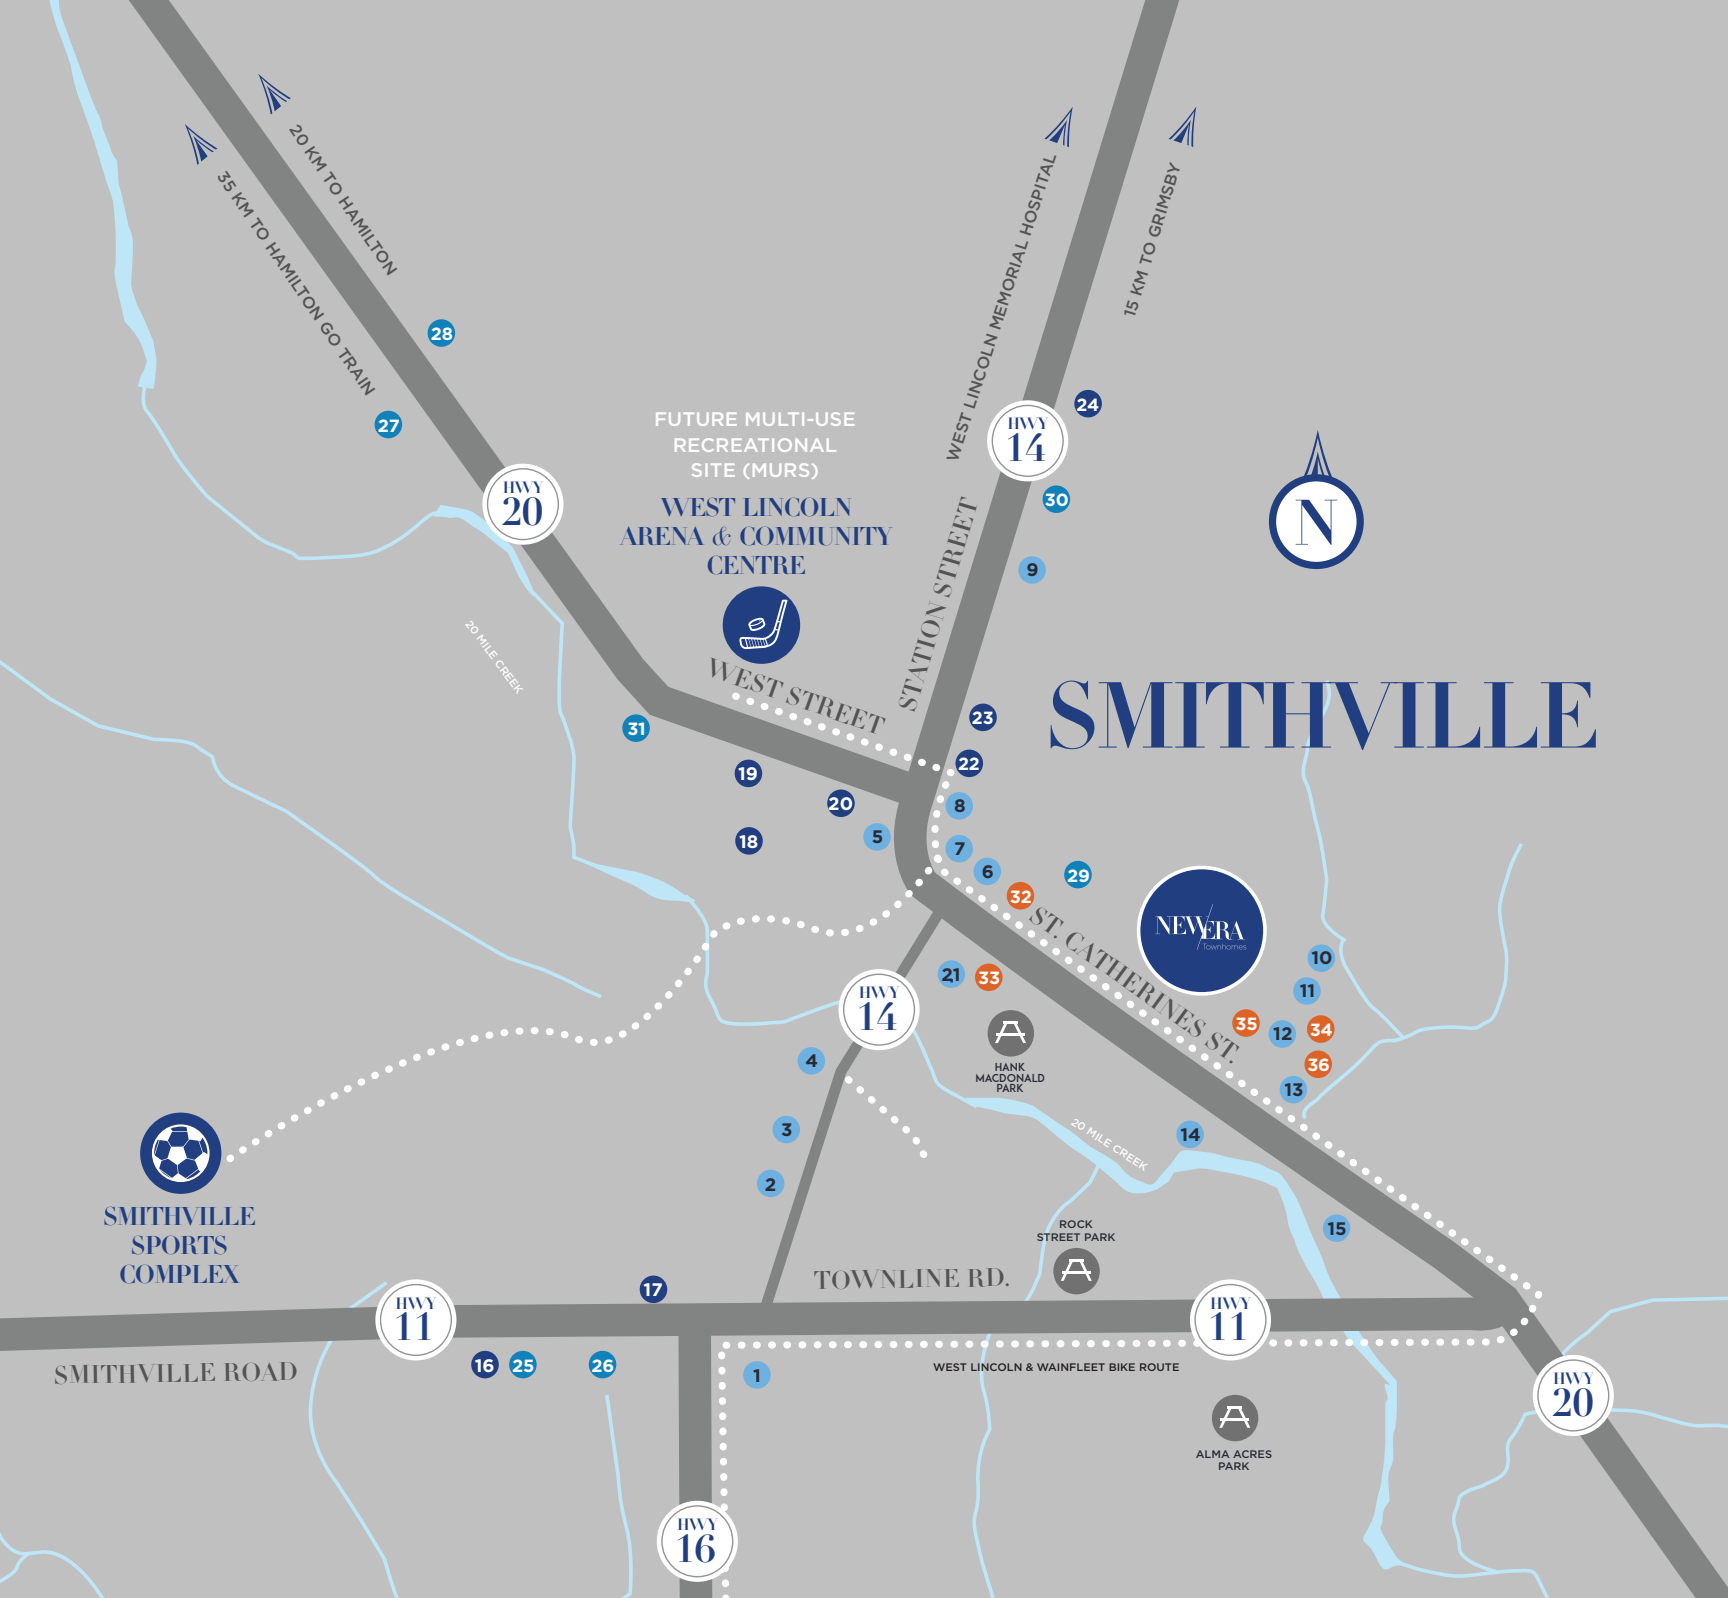 20 KM TO HAMILTON
35 KM TO HAMILTON GO TRAIN
WEST LINCOLN MEMORIAL HOSPITAL
15 KM TO GRIMSBY
28
27
24
HWY
14
FUTURE MULTI-USE
RECREATIONAL
SITE (MURS)
WEST LINCOLN
ARENA & COMMUNITY
CENTRE
HWY
20
30
N
9
STATION STREET
20 MILE CREEK
WEST STREET
SMITHVILLE
31
23
22
19
20
8
5
18
7
6
29
32
ST. CATHERINES ST.
NEW/ERA
Townhomes
10
21
33
11
HWY
14
35
12
34
HANK
MACDONALD
PARK
4
36
13
3
20 MILE CREEK
14
2
SMITHVILLE
SPORTS
COMPLEX
ROCK
STREET PARK
15
17
TOWNLINE RD.
HWY
11
HWY
11
SMITHVILLE ROAD
16
25
26
1
WEST LINCOLN & WAINFLEET BIKE ROUTE
HWY
20
ALMA ACRES
PARK
HWY
16